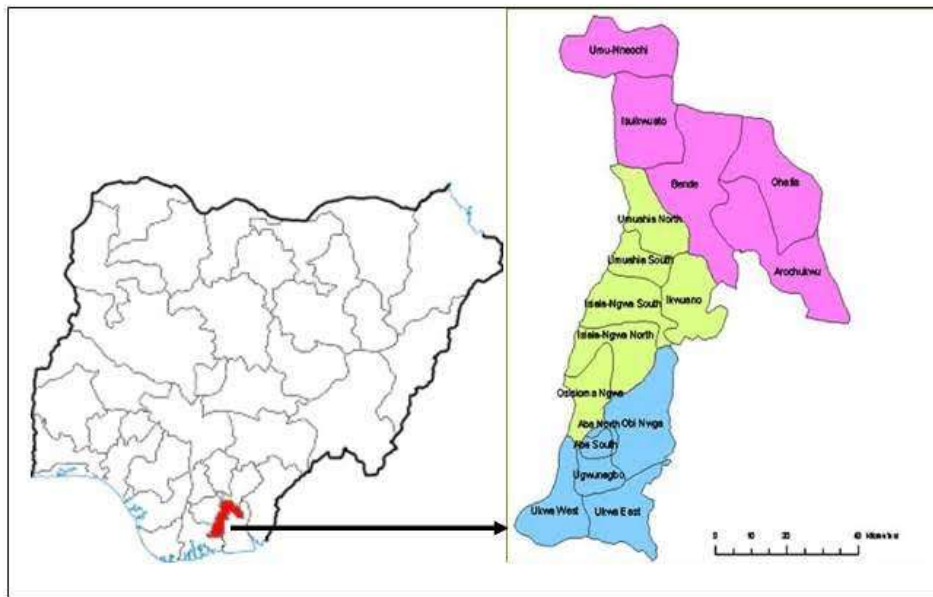 Umu-Nneochi
Isuikwuato
Bende
Ohafia
Umuahia North
Umuahia South
Arochukwu
Ikwuano
Isiala-Ngwa South
Isiala-Ngwa North
Osisioma Ngwa
Aba North
Obi Nwga
Aba South
Ugwunagbo
Ukwa West
Ukwa East
0 10 20 40